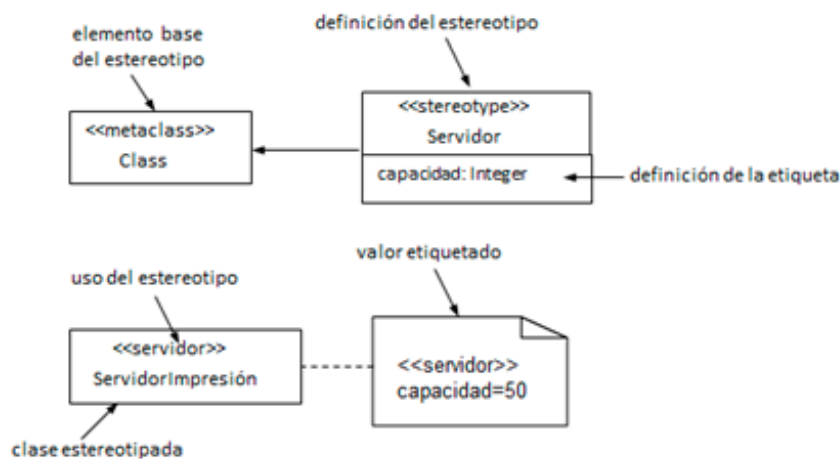 elemento base
del estereotipo
definición del estereotipo
<<metaclass>>
Class
<<stereotype>>
Servidor
capacidad: Integer
definición de la etiqueta
uso del estereotipo
valor etiquetado
<<servidor>>
ServidorImpresión
<<servidor>>
capacidad=50
clase estereotipada